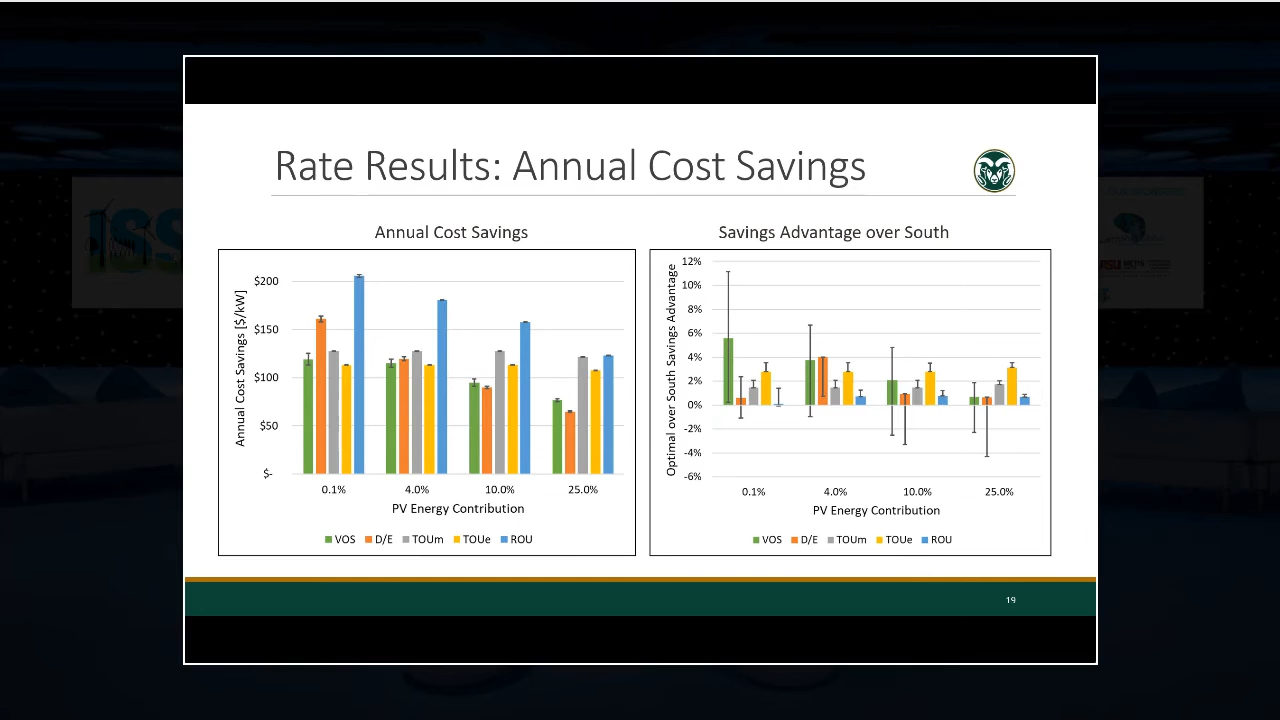 Rate Results: Annual Cost Savings
Annual Cost Savings
Annual Cost Savings [$/kW]
$200
$150
$100
$50
$-
0.1%
4.0%
10.0%
25.0%
PV Energy Contribution
VOS
D/E
TOUm
TOUe
ROU
Savings Advantage over South
Optimal over South Savings Advantage
12%
10%
8%
6%
4%
2%
0%
-2%
-4%
-6%
0.1%
4.0%
10.0%
25.0%
PV Energy Contribution
VOS
D/E
TOUm
TOUe
ROU
19